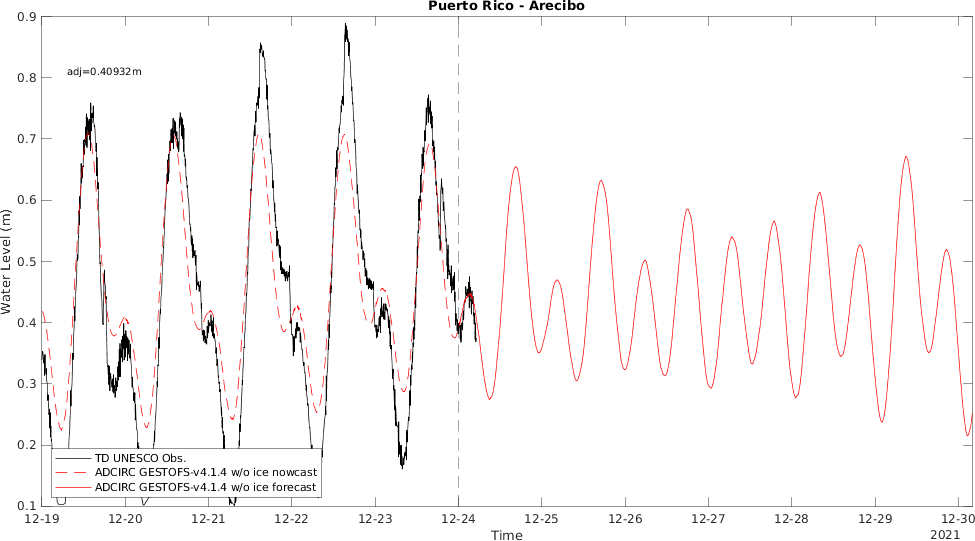 Puerto Rico - Arecibo
0.9
0.8
0.7
0.6
0.5
0.4
0.3
0.2
0.1
Water Level (m)
adj=0.40932m
TD UNESCO Obs.
ADCIRC GESTOFS-v4.1.4 w/o ice nowcast
ADCIRC GESTOFS-v4.1.4 w/o ice forecast
12-19 12-20 12-21 12-22 12-23 12-24 12-25 12-26 12-27 12-28 12-29 12-30
Time
2021